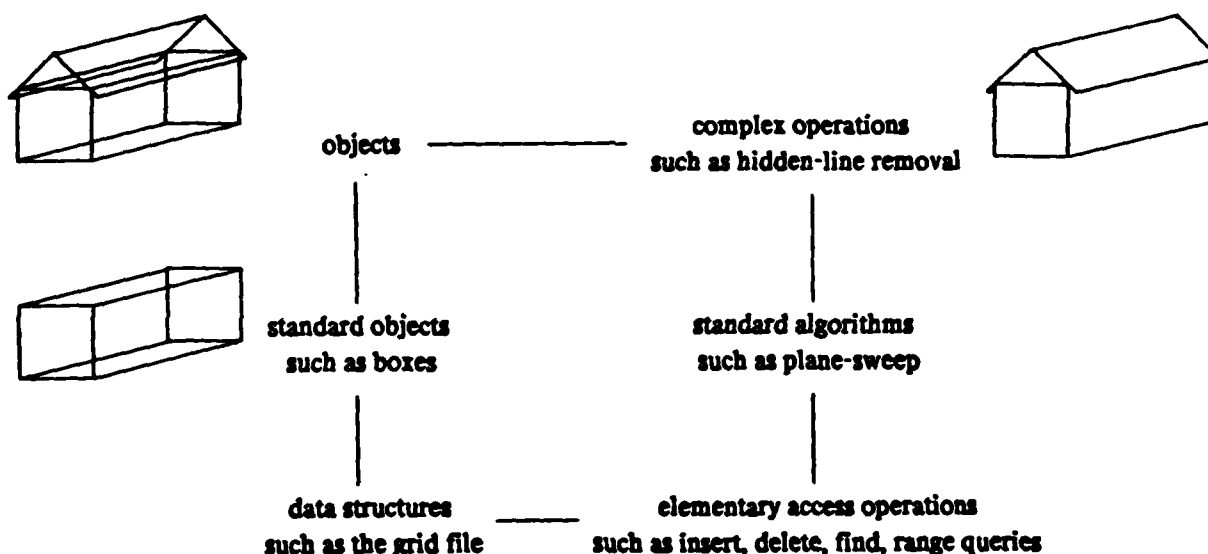 objects
complex operations
such as hidden-line removal
standard objects
such as boxes
standard algorithms
such as plane-sweep
data structures
such as the grid file
elementary access operations
such as insert, delete, find, range queries